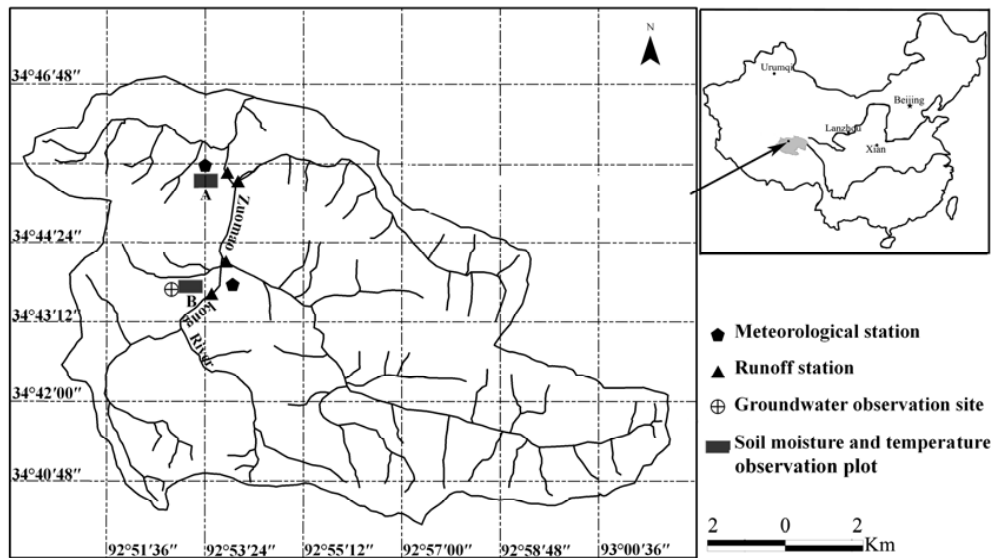 N
34°46′48″
34°44′24″
34°43′12″
34°42′00″
34°40′48″
92°51′36″
92°53′24″
92°55′12″
92°57′00″
92°58′48″
93°00′36″
A
B
Zuomao
kong
River
Urumqi
Beijing
Lanzhou
Xian
Meteorological station
Runoff station
Groundwater observation site
Soil moisture and temperature
observation plot
2 0 2
Km